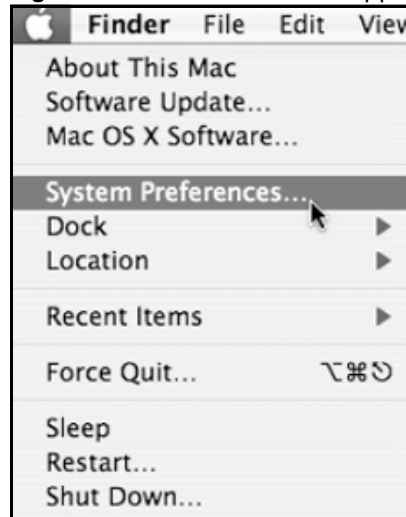 Finder File Edit View
About This Mac
Software Update...
Mac OS X Software...
System Preferences...
Dock
Location
Recent Items
Force Quit... ⌥⌘⎋
Sleep
Restart...
Shut Down...